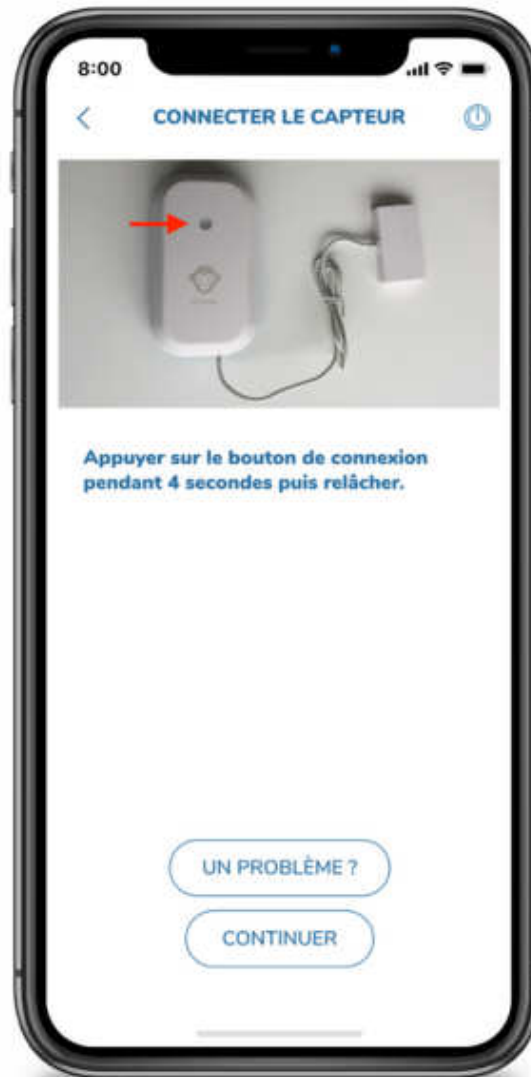 8:00
CONNECTER LE CAPTEUR
Appuyer sur le bouton de connexion
pendant 4 secondes puis relâcher.
UN PROBLÈME ?
CONTINUER